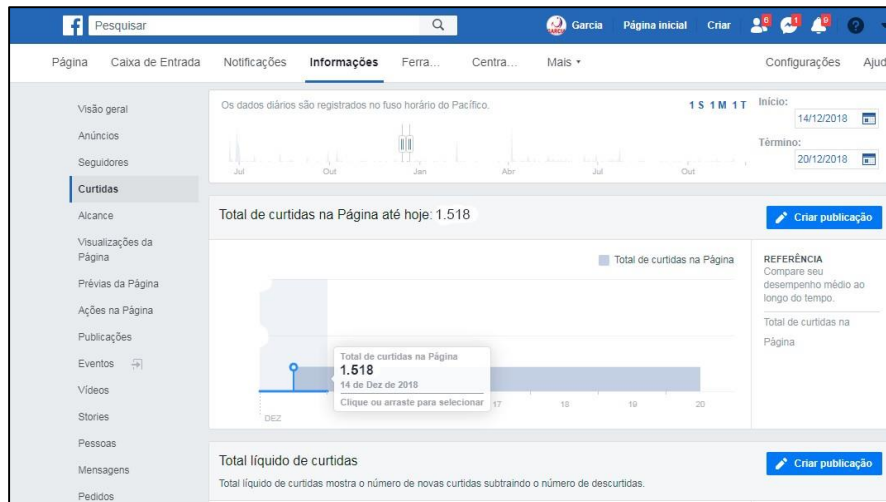 Pesquisar
Garcia Página inicial Criar 6 1 9 ?
Página Caixa de Entrada Notificações Informações Ferra... Centra... Mais Configurações Ajud
Visão geral
Anúncios
Seguidores
Curtidas
Alcance
Visualizações da
Página
Prévias da Página
Ações na Página
Publicações
Eventos
Vídeos
Stories
Pessoas
Mensagens
Pedidos
Os dados diários são registrados no fuso horário do Pacífico.
1 S 1 M 1 T
Início:
14/12/2018
Término:
20/12/2018
Jul Out Jan Abr Jul Out
Total de curtidas na Página até hoje: 1.518
Criar publicação
Total de curtidas na Página
REFERÊNCIA
Compare seu
desempenho médio ao
longo do tempo.
Total de curtidas na
Página
Total de curtidas na Página
1.518
14 de Dez de 2018
Clique ou arraste para selecionar
17 18 19 20
DEZ
Total líquido de curtidas
Criar publicação
Total líquido de curtidas mostra o número de novas curtidas subtraindo o número de descurtidas.